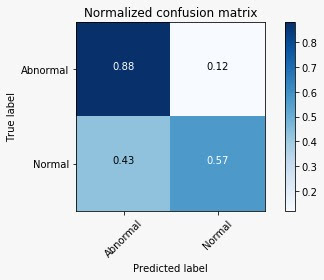 Normalized confusion matrix
True label
Abnormal
0.88
0.12
Normal
0.43
0.57
Abnormal
Normal
Predicted label
0.8
0.7
0.6
0.5
0.4
0.3
0.2